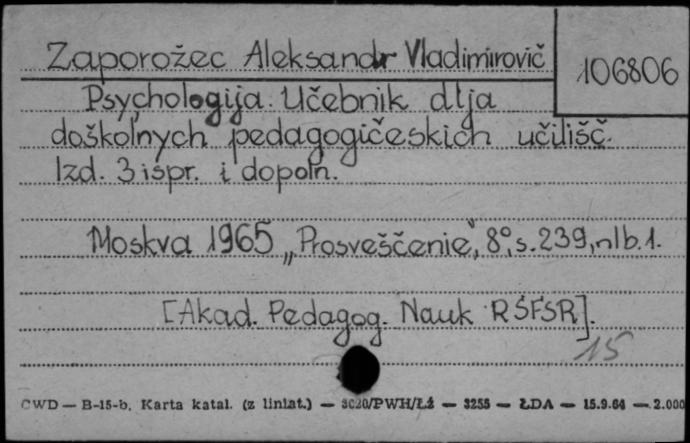 Zaporožec Aleksandr Vladimirovič
106806
Psychologija. Učebnik dlja
doškolnych pedagogičeskich učilišč.
Izd. 3 ispr. i dopoln.
Moskva 1965 „Prosveščenie”, 8°, s. 239, nlb. 1.
[Akad. Pedagog. Nauk RSFSR].
15
CWD — B-15-b. Karta katal. (z liniat.) — 3020/PWH/Łź — 3255 — ŁDA — 15.9.64 — 2.000